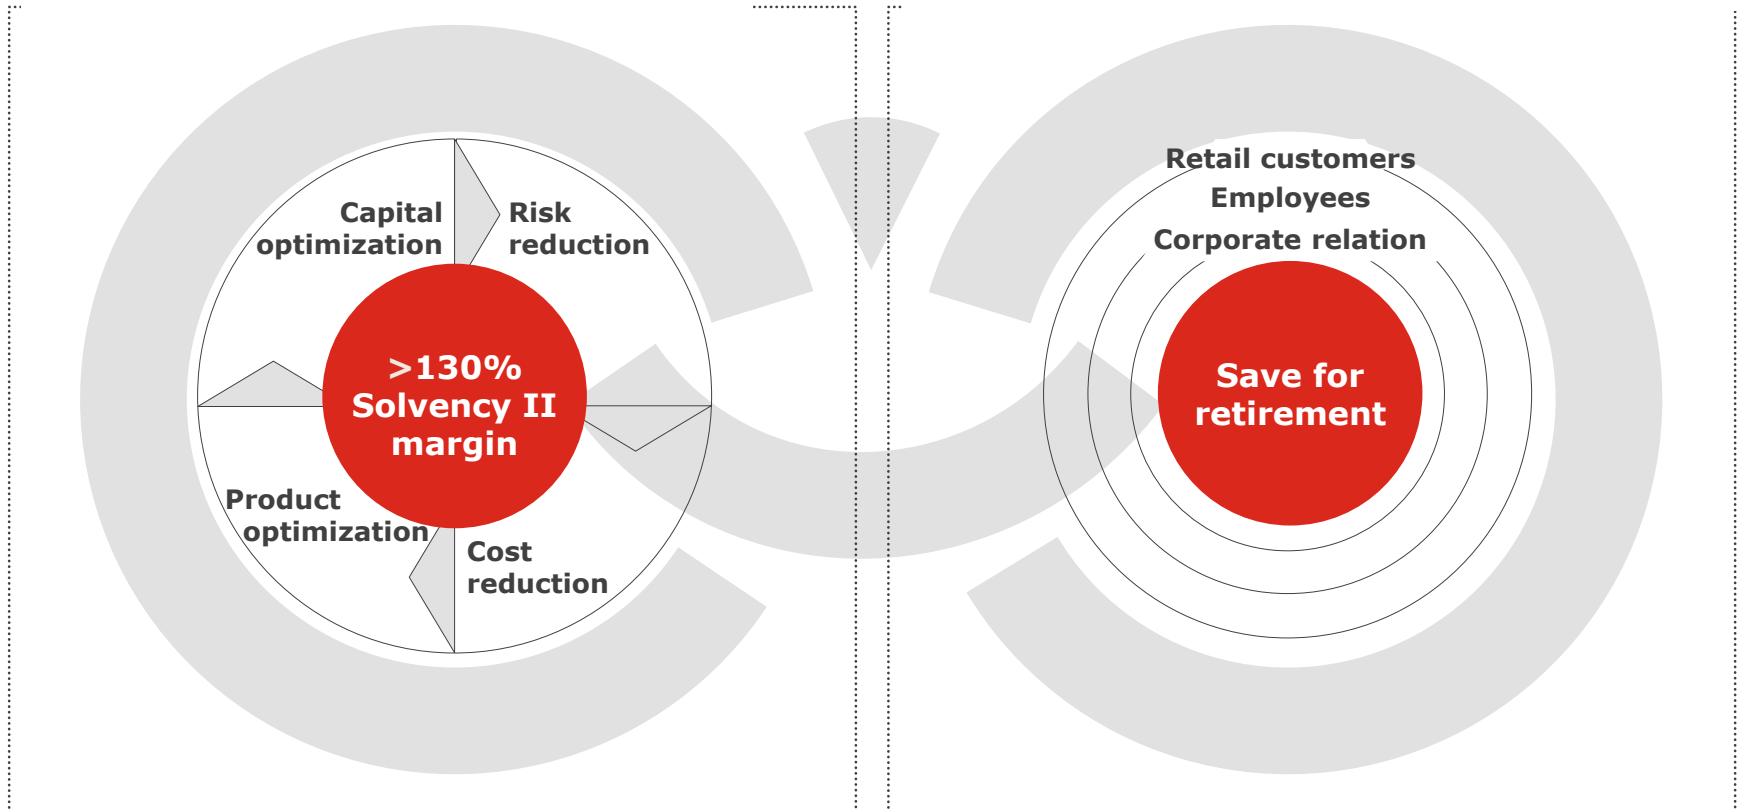 Capital
optimization
Risk
reduction
>130%
Solvency II
margin
Product
optimization
Cost
reduction
Retail customers
Employees
Corporate relation
Save for
retirement